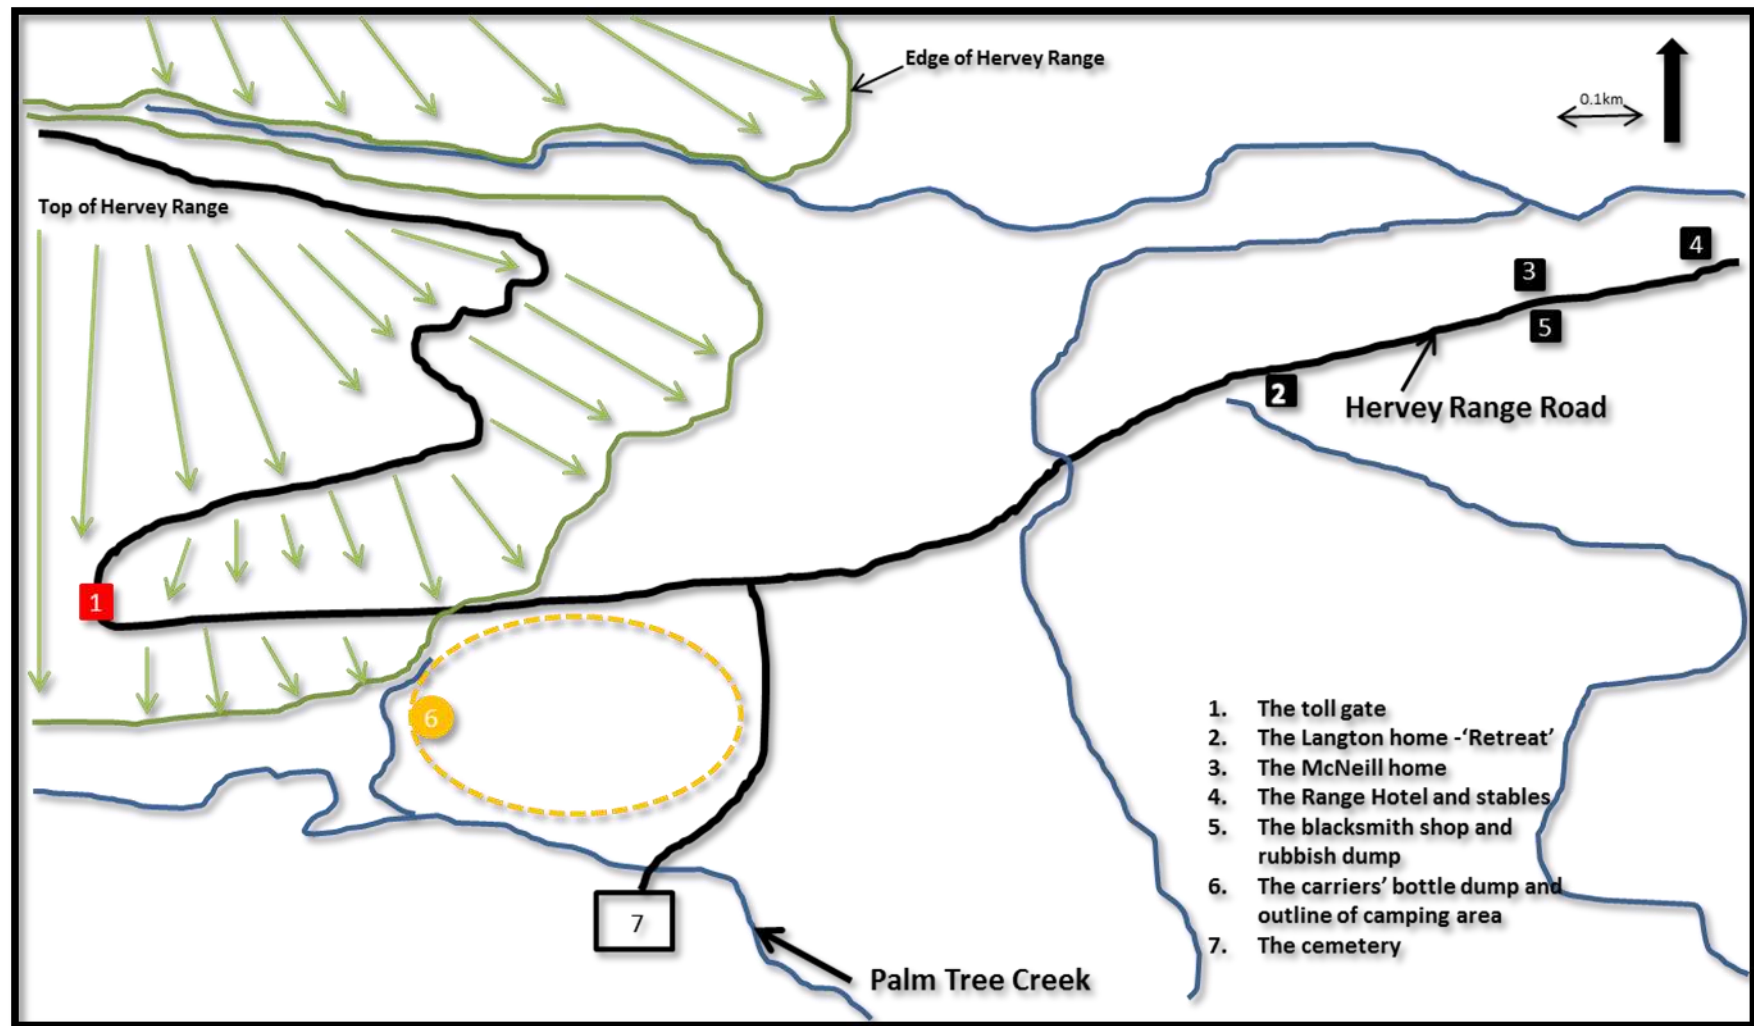 Edge of Hervey Range
0.1km
Top of Hervey Range
4
3
5
2
Hervey Range Road
1
6
7
1. The toll gate
2. The Langton home -‘Retreat’
3. The McNeill home
4. The Range Hotel and stables
5. The blacksmith shop and
rubbish dump
6. The carriers’ bottle dump and
outline of camping area
7. The cemetery
Palm Tree Creek